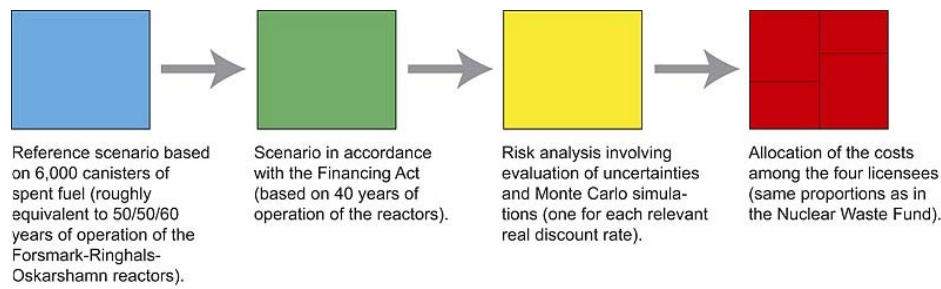 Reference scenario based
on 6,000 canisters of
spent fuel (roughly
equivalent to 50/50/60
years of operation of the
Forsmark-Ringhals-
Oskarshamn reactors).
Scenario in accordance
with the Financing Act
(based on 40 years of
operation of the reactors).
Risk analysis involving
evaluation of uncertainties
and Monte Carlo simula-
tions (one for each relevant
real discount rate).
Allocation of the costs
among the four licensees
(same proportions as in
the Nuclear Waste Fund).